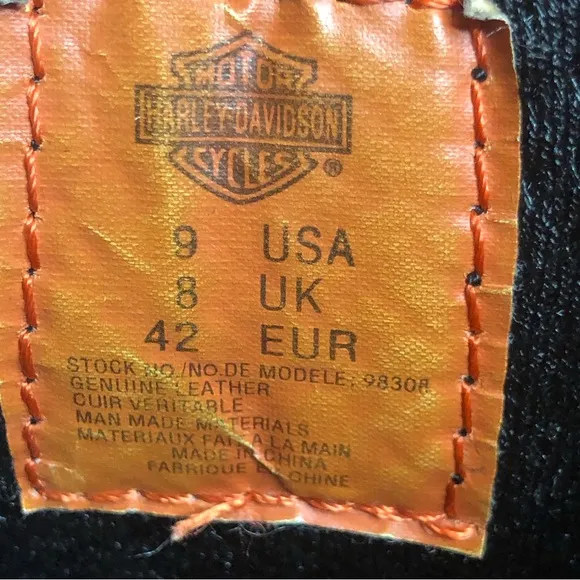 MOTOR
HARLEY-DAVIDSON
CYCLES ®
9 USA
8 UK
42 EUR
STOCK NO./NO.DE MODELE, 98308
GENUINE LEATHER
CUIR VERITABLE
MAN MADE MATERIALS
MATERIAUX FAIT A LA MAIN
MADE IN CHINA
FABRIQUE EN CHINE